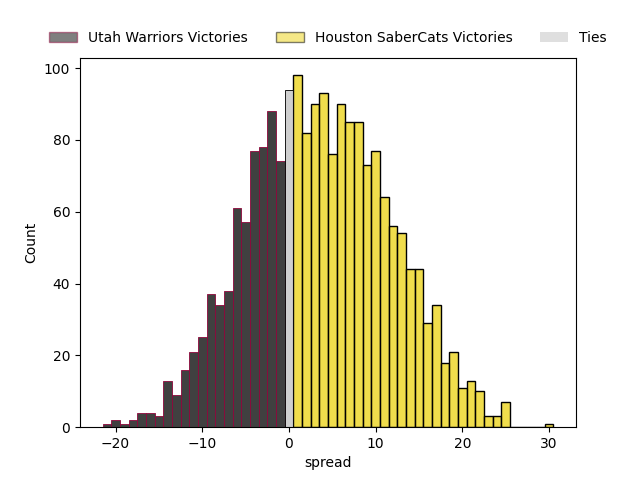 Utah Warriors Victories Houston SaberCats Victories Ties
100
80
60
40
20
0
Count
−20 −10 0 10 20 30
spread